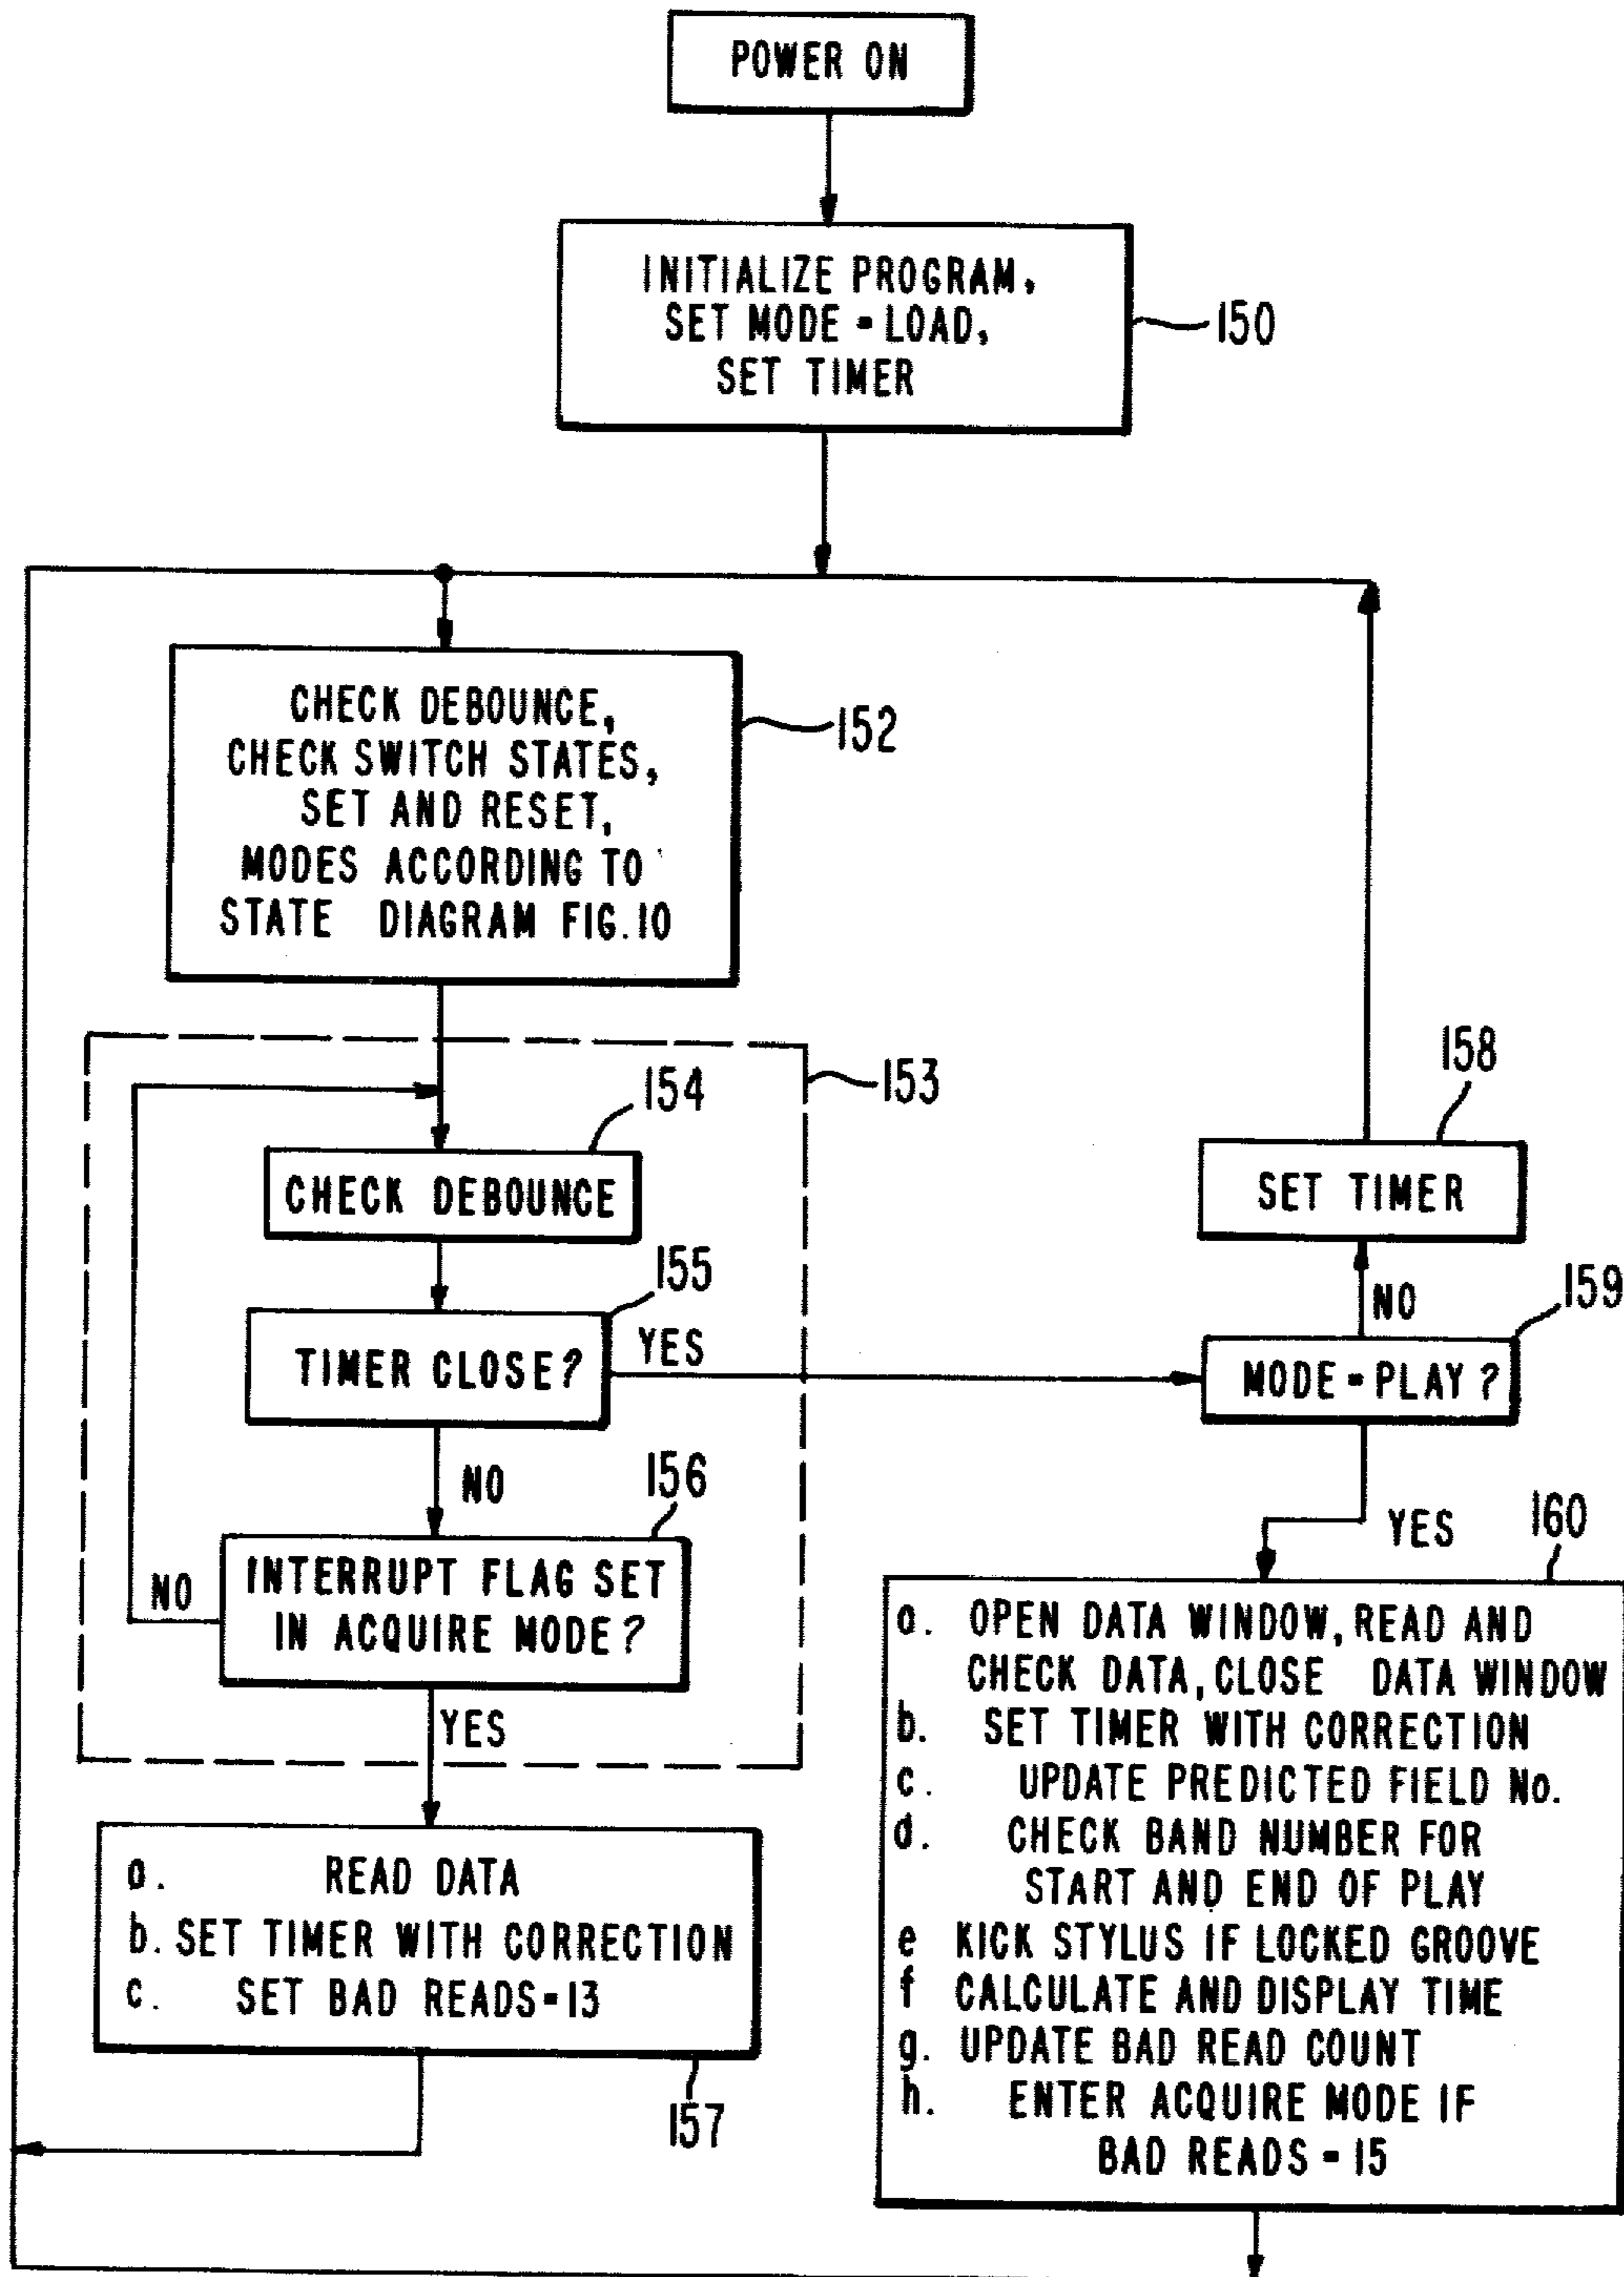 POWER ON
INITIALIZE PROGRAM,
SET MODE = LOAD,
SET TIMER
150
CHECK DEBOUNCE,
CHECK SWITCH STATES,
SET AND RESET,
MODES ACCORDING TO
STATE DIAGRAM FIG.10
152
153
154
CHECK DEBOUNCE
155
TIMER CLOSE?
YES
NO
156
INTERRUPT FLAG SET
IN ACQUIRE MODE?
NO
YES
a. READ DATA
b. SET TIMER WITH CORRECTION
c. SET BAD READS=13
157
158
SET TIMER
NO
159
MODE=PLAY?
YES
160
a. OPEN DATA WINDOW, READ AND
CHECK DATA, CLOSE DATA WINDOW
b. SET TIMER WITH CORRECTION
c. UPDATE PREDICTED FIELD No.
d. CHECK BAND NUMBER FOR
START AND END OF PLAY
e KICK STYLUS IF LOCKED GROOVE
f CALCULATE AND DISPLAY TIME
g. UPDATE BAD READ COUNT
h. ENTER ACQUIRE MODE IF
BAD READS = 15